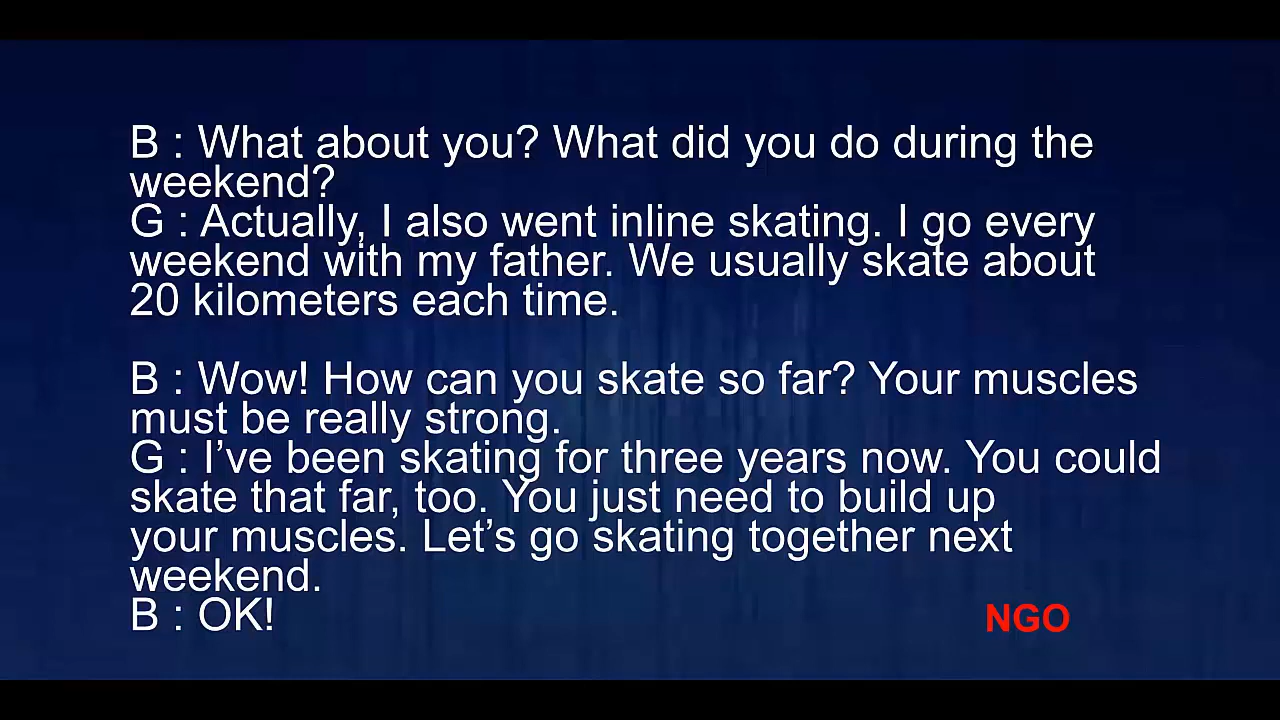 B : What about you? What did you do during the
weekend?
G : Actually, I also went inline skating. I go every
weekend with my father. We usually skate about
20 kilometers each time.
B : Wow! How can you skate so far? Your muscles
must be really strong.
G : I’ve been skating for three years now. You could
skate that far, too. You just need to build up
your muscles. Let’s go skating together next
weekend.
B : OK!
NGO